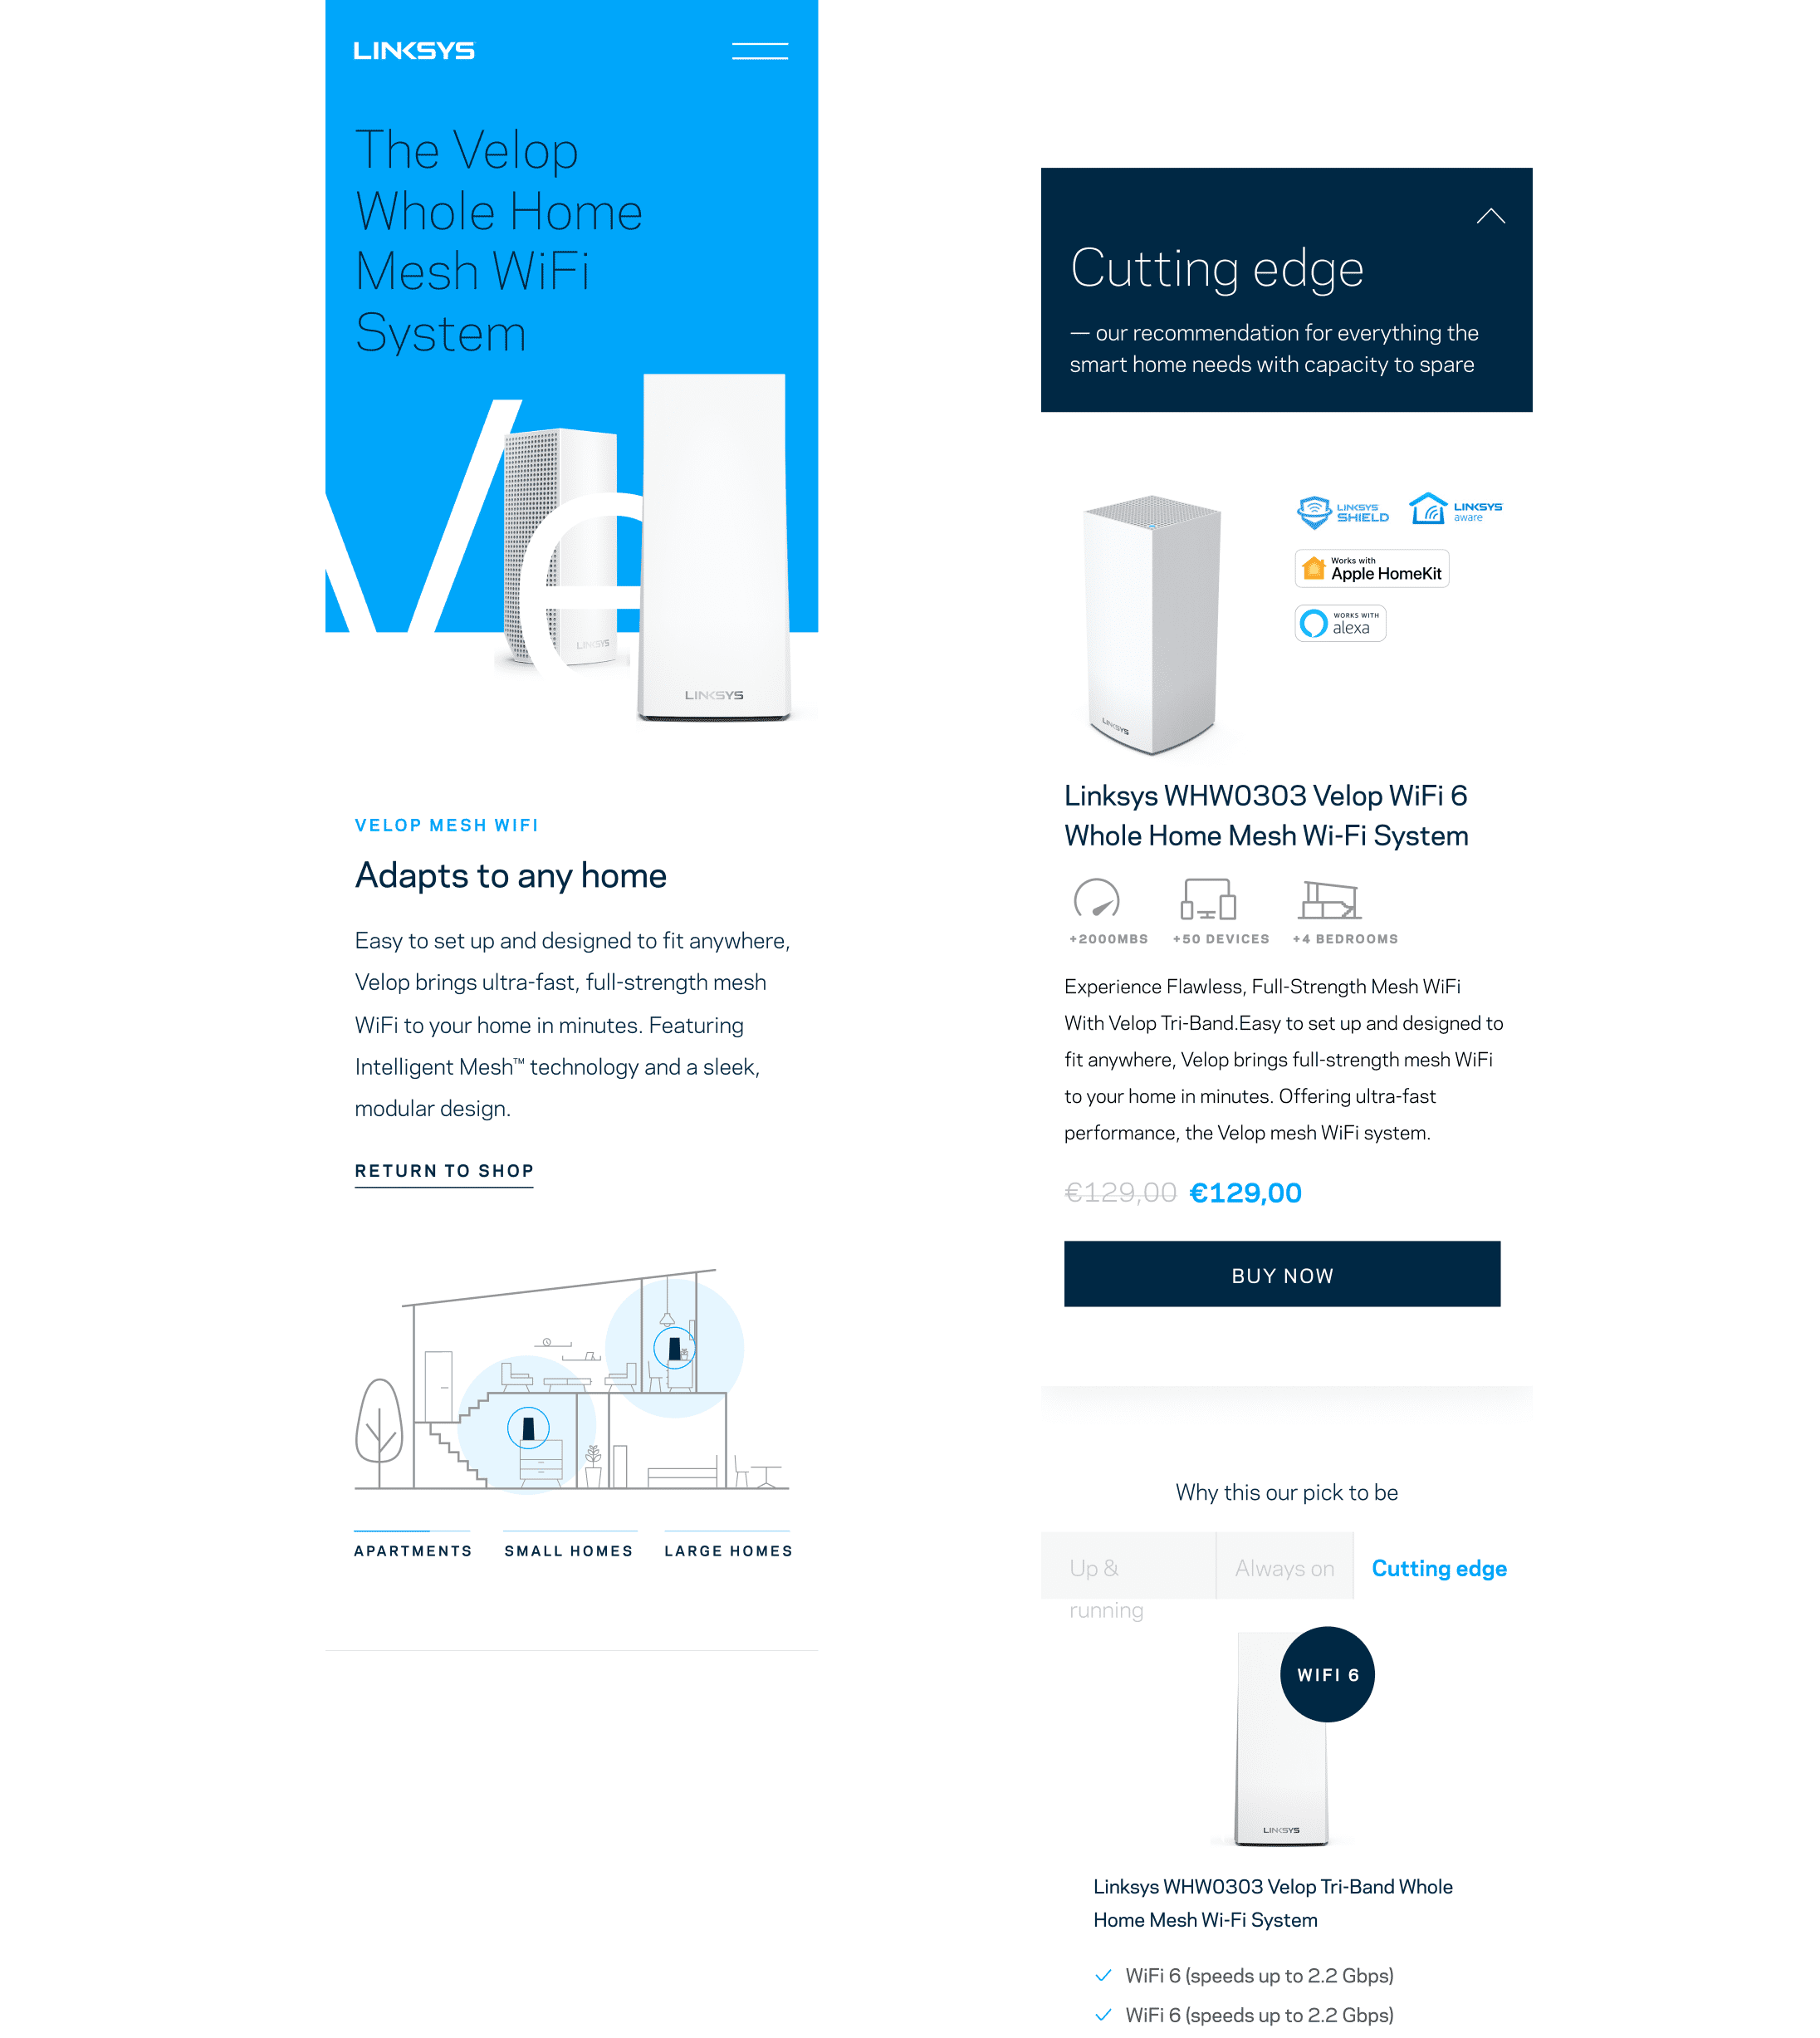 LINKSYS
The Velop
Whole Home
Mesh WiFi
System
Ve
LINKSYS
LINKSYS
VELOP MESH WIFI
Adapts to any home
Easy to set up and designed to fit anywhere,
Velop brings ultra-fast, full-strength mesh
WiFi to your home in minutes. Featuring
Intelligent Mesh™ technology and a sleek,
modular design.
RETURN TO SHOP
APARTMENTS
SMALL HOMES
LARGE HOMES
Cutting edge
— our recommendation for everything the
smart home needs with capacity to spare
LINKSYS
SHIELD
LINKSYS
aware
Works with
Apple HomeKit
WORKS WITH
alexa
LINKSYS
Linksys WHW0303 Velop WiFi 6
Whole Home Mesh Wi-Fi System
+2000MBS
+50 DEVICES
+4 BEDROOMS
Experience Flawless, Full-Strength Mesh WiFi
With Velop Tri-Band.Easy to set up and designed to
fit anywhere, Velop brings full-strength mesh WiFi
to your home in minutes. Offering ultra-fast
performance, the Velop mesh WiFi system.
€129,00 €129,00
BUY NOW
Why this our pick to be
Up &
running
Always on
Cutting edge
WIFI 6
LINKSYS
Linksys WHW0303 Velop Tri-Band Whole
Home Mesh Wi-Fi System
WiFi 6 (speeds up to 2.2 Gbps)
WiFi 6 (speeds up to 2.2 Gbps)